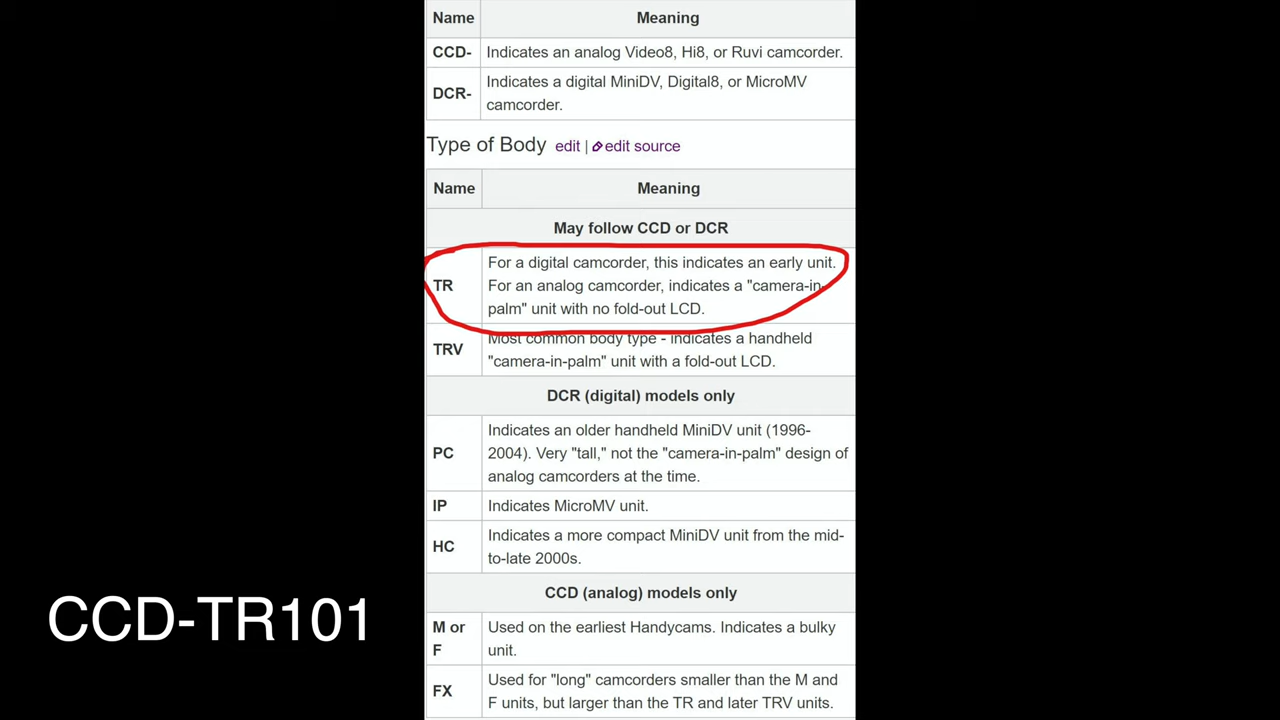 Name Meaning
CCD- Indicates an analog Video8, Hi8, or Ruvi camcorder.
DCR- Indicates a digital MiniDV, Digital8, or MicroMV
camcorder.
Type of Body edit | edit source
Name Meaning
May follow CCD or DCR
TR For a digital camcorder, this indicates an early unit.
For an analog camcorder, indicates a "camera-in-
palm" unit with no fold-out LCD.
TRV Most common body type - indicates a handheld
"camera-in-palm" unit with a fold-out LCD.
DCR (digital) models only
PC Indicates an older handheld MiniDV unit (1996-
2004). Very "tall," not the "camera-in-palm" design of
analog camcorders at the time.
IP Indicates MicroMV unit.
HC Indicates a more compact MiniDV unit from the mid-
to-late 2000s.
CCD (analog) models only
M or F Used on the earliest Handycams. Indicates a bulky
unit.
FX Used for "long" camcorders smaller than the M and
F units, but larger than the TR and later TRV units.
CCD-TR101